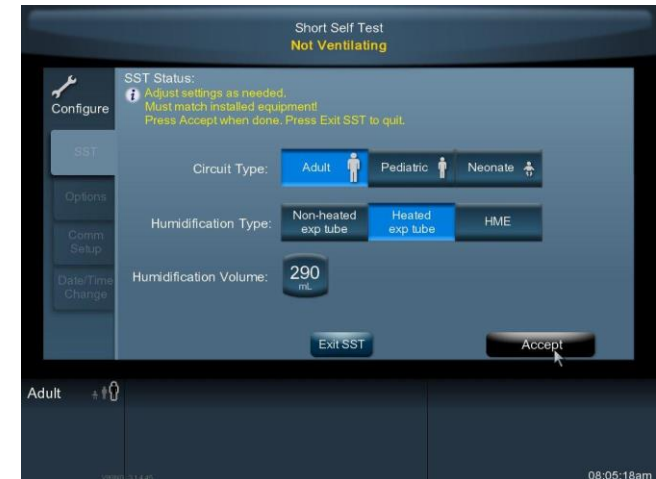 Short Self Test
Not Ventilating
Configure
SST Status:
Adjust settings as needed.
Must match installed equipment!
Press Accept when done. Press Exit SST to quit.
SST
Options
Comm
Setup
Date/Time
Change
Circuit Type:
Adult
Pediatric
Neonate
Humidification Type:
Non-heated
exp tube
Heated
exp tube
HME
Humidification Volume:
290
mL
Exit SST
Accept
Adult
08:05:18am